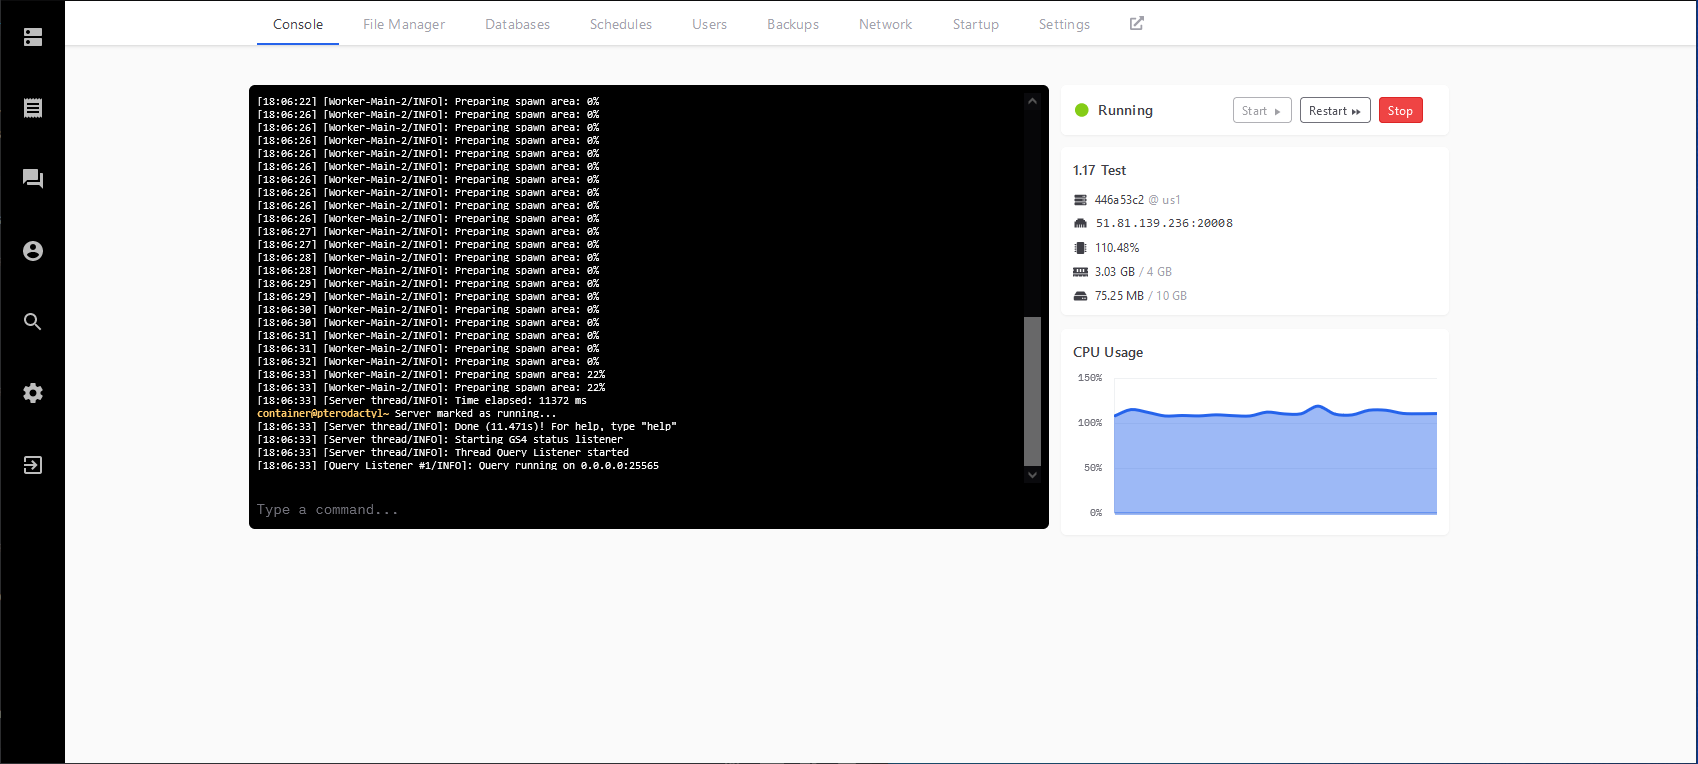 Console File Manager Databases Schedules Users Backups Network Startup Settings
[18:06:22] [Worker-Main-2/INFO]: Preparing spawn area: 0%
[18:06:26] [Worker-Main-2/INFO]: Preparing spawn area: 0%
[18:06:26] [Worker-Main-2/INFO]: Preparing spawn area: 0%
[18:06:26] [Worker-Main-2/INFO]: Preparing spawn area: 0%
[18:06:26] [Worker-Main-2/INFO]: Preparing spawn area: 0%
[18:06:26] [Worker-Main-2/INFO]: Preparing spawn area: 0%
[18:06:26] [Worker-Main-2/INFO]: Preparing spawn area: 0%
[18:06:26] [Worker-Main-2/INFO]: Preparing spawn area: 0%
[18:06:26] [Worker-Main-2/INFO]: Preparing spawn area: 0%
[18:06:26] [Worker-Main-2/INFO]: Preparing spawn area: 0%
[18:06:27] [Worker-Main-2/INFO]: Preparing spawn area: 0%
[18:06:27] [Worker-Main-2/INFO]: Preparing spawn area: 0%
[18:06:28] [Worker-Main-2/INFO]: Preparing spawn area: 0%
[18:06:28] [Worker-Main-2/INFO]: Preparing spawn area: 0%
[18:06:29] [Worker-Main-2/INFO]: Preparing spawn area: 0%
[18:06:29] [Worker-Main-2/INFO]: Preparing spawn area: 0%
[18:06:30] [Worker-Main-2/INFO]: Preparing spawn area: 0%
[18:06:30] [Worker-Main-2/INFO]: Preparing spawn area: 0%
[18:06:31] [Worker-Main-2/INFO]: Preparing spawn area: 0%
[18:06:31] [Worker-Main-2/INFO]: Preparing spawn area: 0%
[18:06:32] [Worker-Main-2/INFO]: Preparing spawn area: 0%
[18:06:33] [Worker-Main-2/INFO]: Preparing spawn area: 22%
[18:06:33] [Worker-Main-2/INFO]: Preparing spawn area: 22%
[18:06:33] [Server thread/INFO]: Time elapsed: 11372 ms
container@pterodactyl~ Server marked as running...
[18:06:33] [Server thread/INFO]: Done (11.471s)! For help, type "help"
[18:06:33] [Server thread/INFO]: Starting GS4 status listener
[18:06:33] [Server thread/INFO]: Thread Query Listener started
[18:06:33] [Query Listener #1/INFO]: Query running on 0.0.0.0:25565
Type a command...
Running Start Restart Stop
1.17 Test
446a53c2 @ us1
51.81.139.236:20008
110.48%
3.03 GB / 4 GB
75.25 MB / 10 GB
CPU Usage
150%
100%
50%
0%